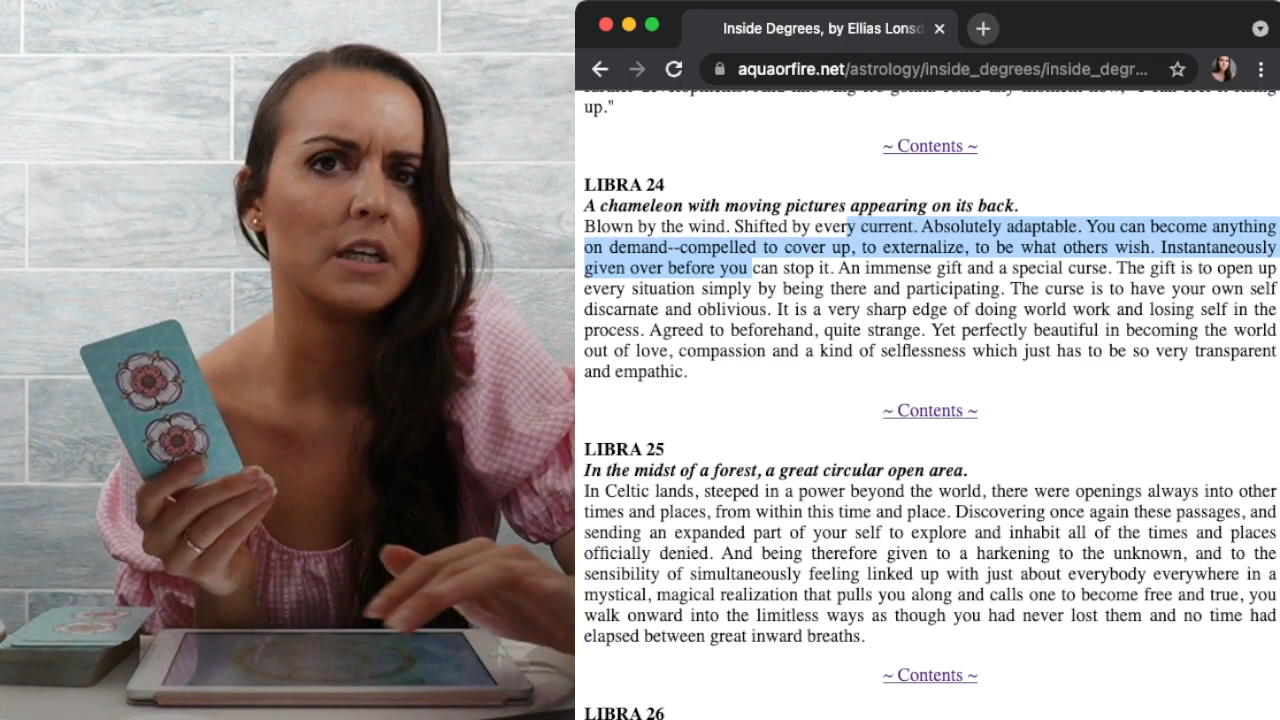 Inside Degrees, by Ellias Lonsd
aquaorfire.net/astrology/inside_degrees/inside_degr...
up."
~ Contents ~
LIBRA 24
A chameleon with moving pictures appearing on its back.
Blown by the wind. Shifted by every current. Absolutely adaptable. You can become anything
on demand--compelled to cover up, to externalize, to be what others wish. Instantaneously
given over before you can stop it. An immense gift and a special curse. The gift is to open up
every situation simply by being there and participating. The curse is to have your own self
discarnate and oblivious. It is a very sharp edge of doing world work and losing self in the
process. Agreed to beforehand, quite strange. Yet perfectly beautiful in becoming the world
out of love, compassion and a kind of selflessness which just has to be so very transparent
and empathic.
~ Contents ~
LIBRA 25
In the midst of a forest, a great circular open area.
In Celtic lands, steeped in a power beyond the world, there were openings always into other
times and places, from within this time and place. Discovering once again these passages, and
sending an expanded part of your self to explore and inhabit all of the times and places
officially denied. And being therefore given to a harkening to the unknown, and to the
sensibility of simultaneously feeling linked up with just about everybody everywhere in a
mystical, magical realization that pulls you along and calls one to become free and true, you
walk onward into the limitless ways as though you had never lost them and no time had
elapsed between great inward breaths.
~ Contents ~
LIBRA 26